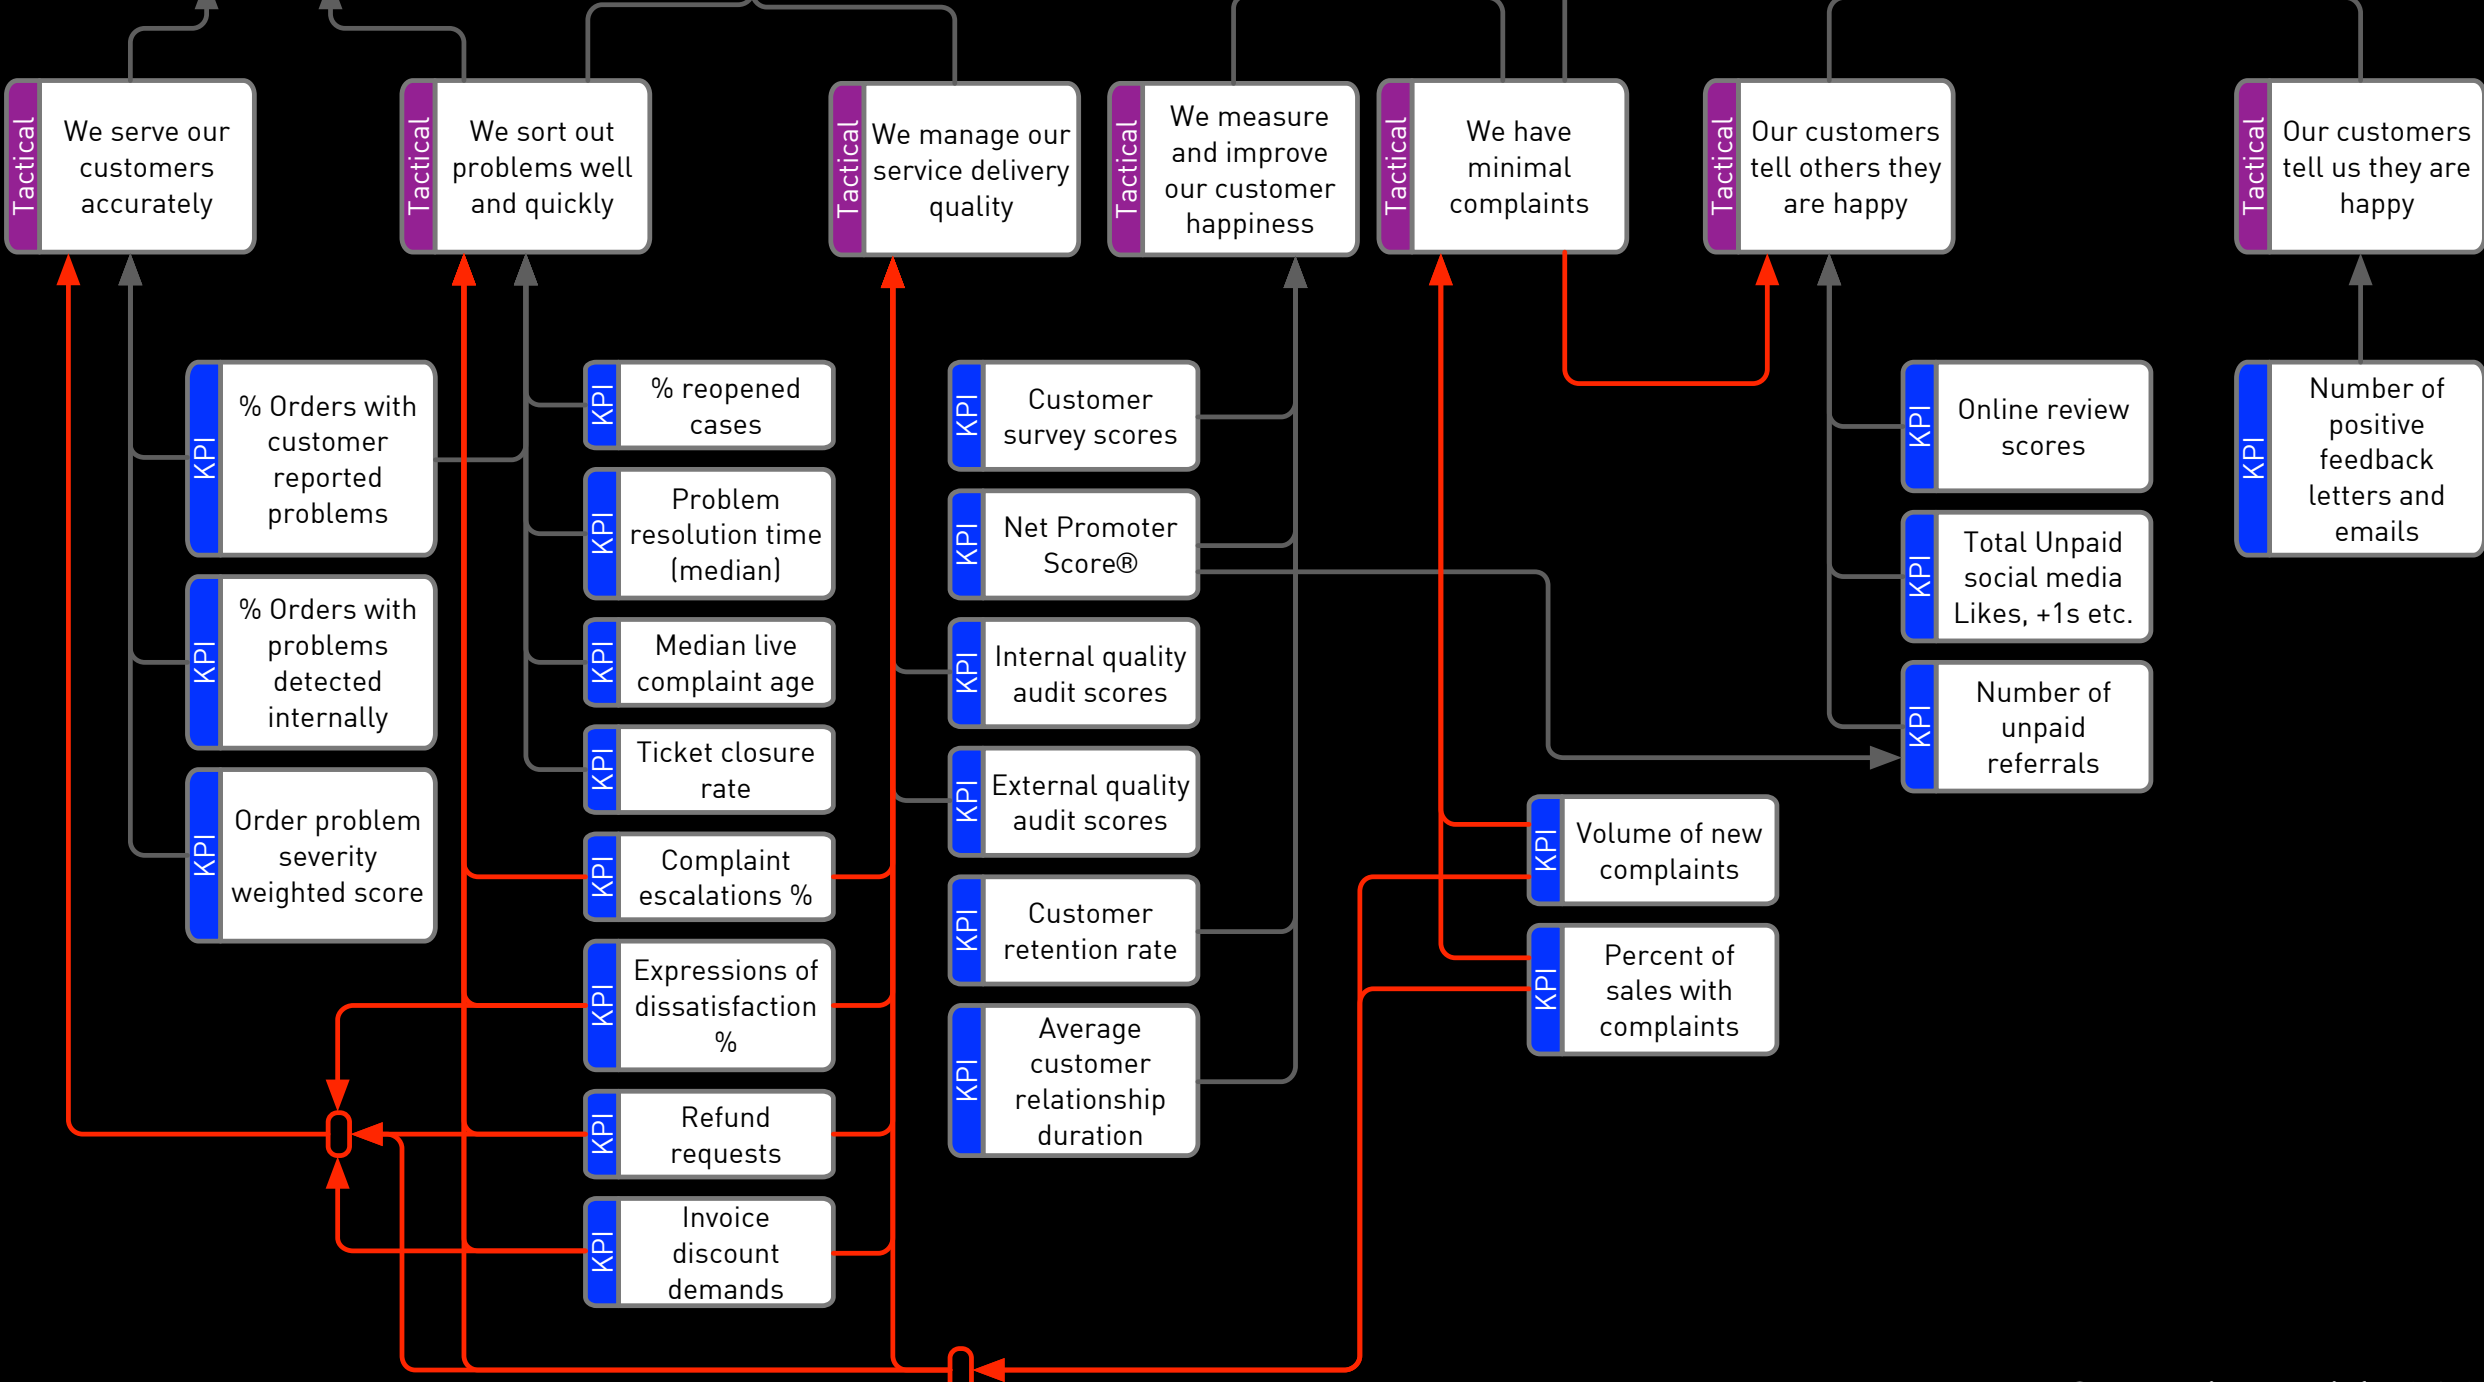 Tactical
We serve our
customers
accurately
Tactical
We sort out
problems well
and quickly
Tactical
We manage our
service delivery
quality
Tactical
We measure
and improve
our customer
happiness
Tactical
We have
minimal
complaints
Tactical
Our customers
tell others they
are happy
Tactical
Our customers
tell us they are
happy
KPI
% Orders with
customer
reported
problems
KPI
% Orders with
problems
detected
internally
KPI
Order problem
severity
weighted score
KPI
% reopened
cases
KPI
Problem
resolution time
(median)
KPI
Median live
complaint age
KPI
Ticket closure
rate
KPI
Complaint
escalations %
KPI
Expressions of
dissatisfaction
%
KPI
Refund
requests
KPI
Invoice
discount
demands
KPI
Customer
survey scores
KPI
Net Promoter
Score®
KPI
Internal quality
audit scores
KPI
External quality
audit scores
KPI
Customer
retention rate
KPI
Average
customer
relationship
duration
KPI
Volume of new
complaints
KPI
Percent of
sales with
complaints
KPI
Online review
scores
KPI
Total Unpaid
social media
Likes, +1s etc.
KPI
Number of
unpaid
referrals
KPI
Number of
positive
feedback
letters and
emails